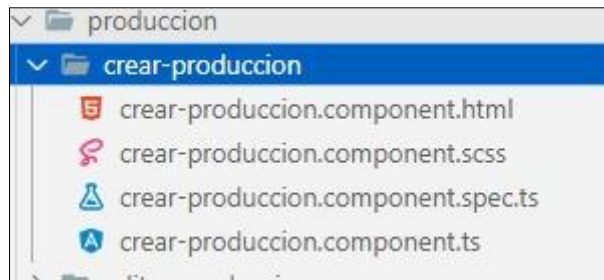 produccion
crear-produccion
crear-produccion.component.html
crear-produccion.component.scss
crear-produccion.component.spec.ts
crear-produccion.component.ts